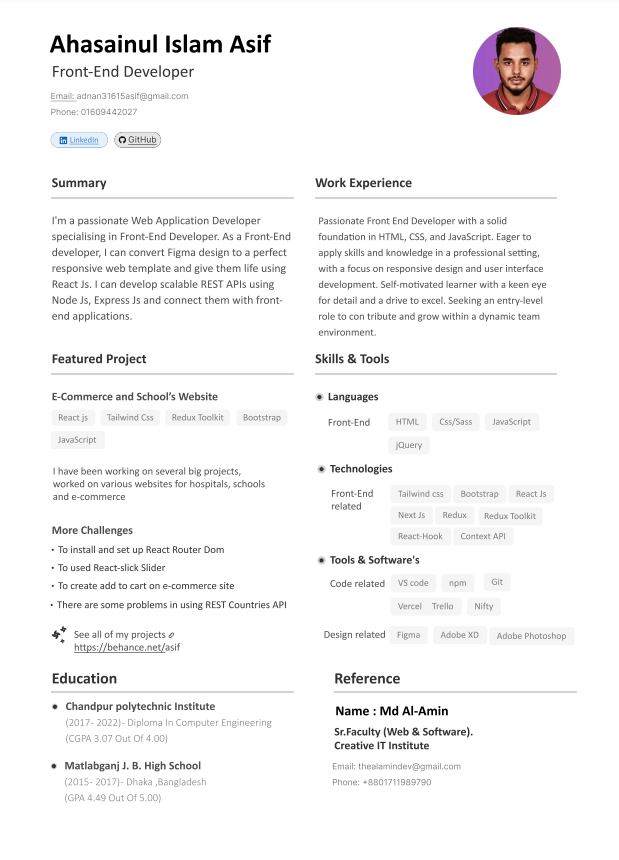 Ahasainul Islam Asif
Front-End Developer
Email: adnan31615asif@gmail.com
Phone: 01609442027
LinkedIn
GitHub
Summary
I'm a passionate Web Application Developer
specialising in Front-End Developer. As a Front-End
developer, I can convert Figma design to a perfect
responsive web template and give them life using
React Js. I can develop scalable REST APIs using
Node Js, Express Js and connect them with front-
end applications.
Work Experience
Passionate Front End Developer with a solid
foundation in HTML, CSS, and JavaScript. Eager to
apply skills and knowledge in a professional setting,
with a focus on responsive design and user interface
development. Self-motivated learner with a keen eye
for detail and a drive to excel. Seeking an entry-level
role to con tribute and grow within a dynamic team
environment.
Featured Project
E-Commerce and School's Website
React js Tailwind Css Redux Toolkit Bootstrap
JavaScript
I have been working on several big projects,
worked on various websites for hospitals, schools
and e-commerce
More Challenges
• To install and set up React Router Dom
• To used React-slick Slider
• To create add to cart on e-commerce site
• There are some problems in using REST Countries API
See all of my projects
https://behance.net/asif
Skills & Tools
Languages
Front-End HTML Css/Sass JavaScript
jQuery
Technologies
Front-End Tailwind css Bootstrap React Js
related Next Js Redux Redux Toolkit
React-Hook Context API
Tools & Software's
Code related VS code npm Git
Vercel Trello Nifty
Design related Figma Adobe XD Adobe Photoshop
Education
Chandpur polytechnic Institute
(2017- 2022)- Diploma In Computer Engineering
(CGPA 3.07 Out Of 4.00)
Matlabganj J. B. High School
(2015- 2017)- Dhaka ,Bangladesh
(GPA 4.49 Out Of 5.00)
Reference
Name : Md Al-Amin
Sr.Faculty (Web & Software).
Creative IT Institute
Email: thealamindev@gmail.com
Phone: +8801711989790